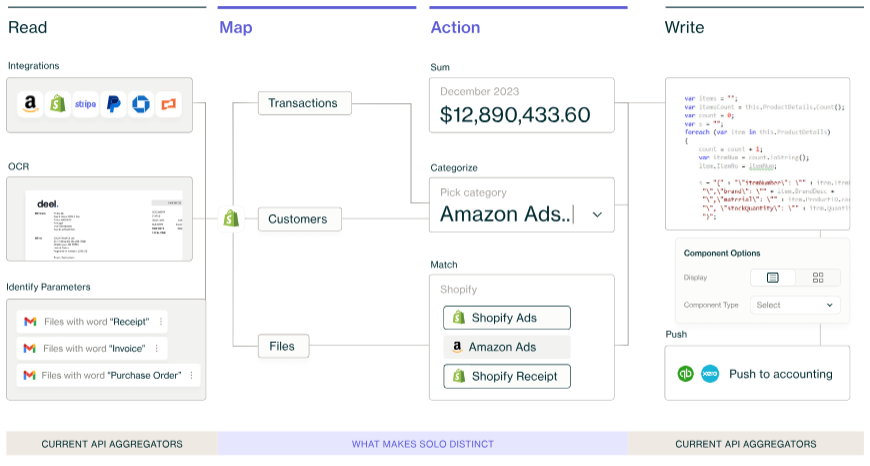 Read
Map
Action
Write
Integrations
a
stripe
OCR
deel.
Identify Parameters
Files with word "Receipt"
Files with word "Invoice"
Files with word "Purchase Order"
Transactions
Customers
Files
Sum
December 2023
$12,890,433.60
Categorize
Pick category
Amazon Ads..
Match
Shopify
Shopify Ads
a Amazon Ads
Shopify Receipt
var items = "";
var itemsCount = this.ProductDetails.Count();
var count = 0;
var s = "";
foreach (var item in this.ProductDetails)
{
count = count + 1;
var itemNum = count.ToString();
item.ItemNo = itemNum;
"\",\"brand\": \"" + item.BrandDesc +
"\",\"material\": \"" + item.ProductID.co
"\", \"stockQuantity\": \"" + item.Quanti
"}";
Component Options
Display
Component Type
Select
Push
qb xero Push to accounting
CURRENT API AGGREGATORS
WHAT MAKES SOLO DISTINCT
CURRENT API AGGREGATORS